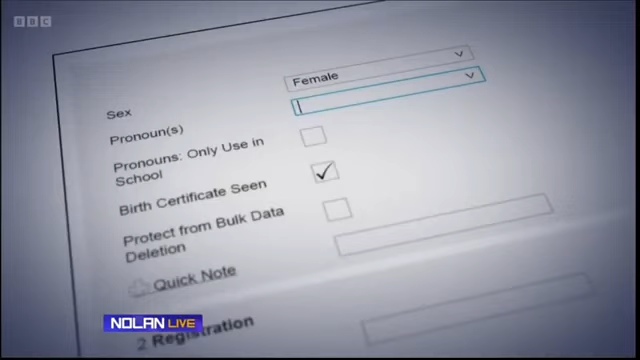 BBC
Female
Sex
Pronoun(s)
Pronouns: Only Use in
School
Birth Certificate Seen
Protect from Bulk Data
Deletion
Quick Note
NOLAN LIVE
2 Registration